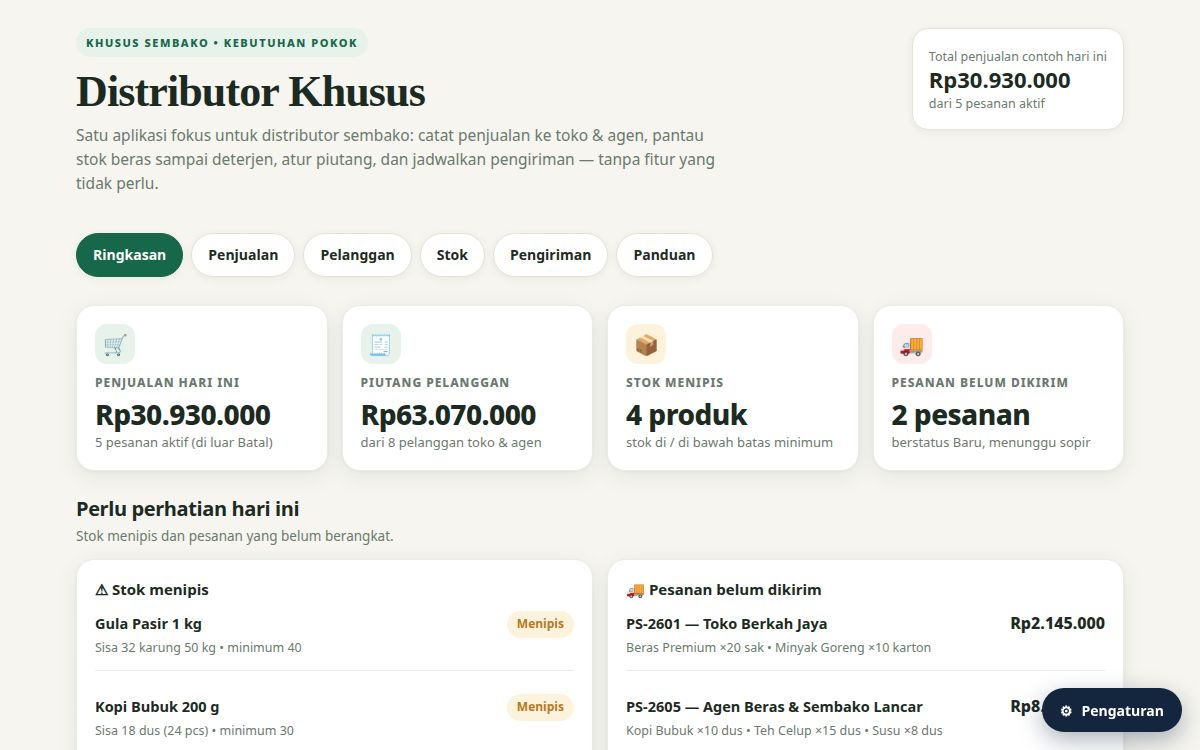 KHUSUS SEMBAKO • KEBUTUHAN POKOK
Distributor Khusus
Satu aplikasi fokus untuk distributor sembako: catat penjualan ke toko & agen, pantau
stok beras sampai deterjen, atur piutang, dan jadwalkan pengiriman — tanpa fitur yang
tidak perlu.
Total penjualan contoh hari ini
Rp30.930.000
dari 5 pesanan aktif
Ringkasan
Penjualan
Pelanggan
Stok
Pengiriman
Panduan
PENJUALAN HARI INI
Rp30.930.000
5 pesanan aktif (di luar Batal)
PIUTANG PELANGGAN
Rp63.070.000
dari 8 pelanggan toko & agen
STOK MENIPIS
4 produk
stok di / di bawah batas minimum
PESANAN BELUM DIKIRIM
2 pesanan
berstatus Baru, menunggu sopir
Perlu perhatian hari ini
Stok menipis dan pesanan yang belum berangkat.
⚠ Stok menipis
Gula Pasir 1 kg
Menipis
Sisa 32 karung 50 kg • minimum 40
Kopi Bubuk 200 g
Menipis
Sisa 18 dus (24 pcs) • minimum 30
🚚 Pesanan belum dikirim
PS-2601 — Toko Berkah Jaya
Rp2.145.000
Beras Premium ×20 sak • Minyak Goreng ×10 karton
PS-2605 — Agen Beras & Sembako Lancar
Kopi Bubuk ×10 dus • Teh Celup ×15 dus • Susu ×8 dus
⚙ Pengaturan